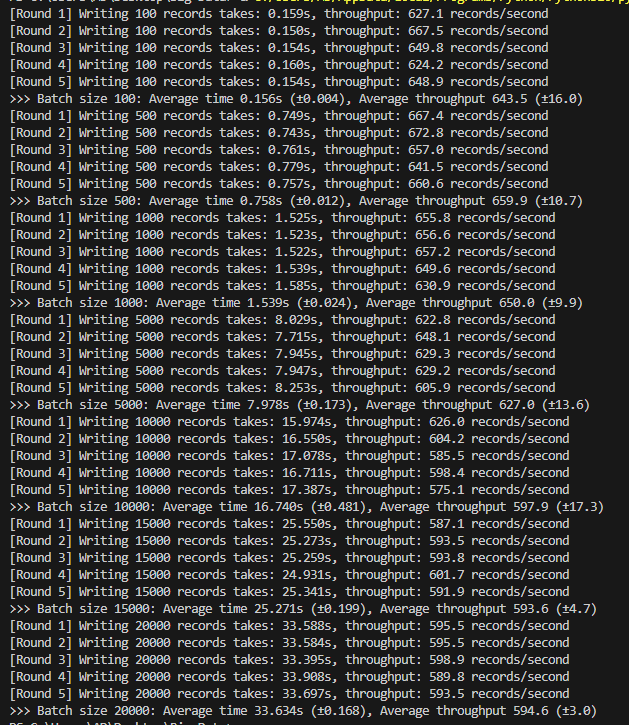 [Round 1] Writing 100 records takes: 0.159s, throughput: 627.1 records/second
[Round 2] Writing 100 records takes: 0.150s, throughput: 667.5 records/second
[Round 3] Writing 100 records takes: 0.154s, throughput: 649.8 records/second
[Round 4] Writing 100 records takes: 0.160s, throughput: 624.2 records/second
[Round 5] Writing 100 records takes: 0.154s, throughput: 648.9 records/second
>>> Batch size 100: Average time 0.156s (±0.004), Average throughput 643.5 (±16.0)
[Round 1] Writing 500 records takes: 0.749s, throughput: 667.4 records/second
[Round 2] Writing 500 records takes: 0.743s, throughput: 672.8 records/second
[Round 3] Writing 500 records takes: 0.761s, throughput: 657.0 records/second
[Round 4] Writing 500 records takes: 0.779s, throughput: 641.5 records/second
[Round 5] Writing 500 records takes: 0.757s, throughput: 660.6 records/second
>>> Batch size 500: Average time 0.758s (±0.012), Average throughput 659.9 (±10.7)
[Round 1] Writing 1000 records takes: 1.525s, throughput: 655.8 records/second
[Round 2] Writing 1000 records takes: 1.523s, throughput: 656.6 records/second
[Round 3] Writing 1000 records takes: 1.522s, throughput: 657.2 records/second
[Round 4] Writing 1000 records takes: 1.539s, throughput: 649.6 records/second
[Round 5] Writing 1000 records takes: 1.585s, throughput: 630.9 records/second
>>> Batch size 1000: Average time 1.539s (±0.024), Average throughput 650.0 (±9.9)
[Round 1] Writing 5000 records takes: 8.029s, throughput: 622.8 records/second
[Round 2] Writing 5000 records takes: 7.715s, throughput: 648.1 records/second
[Round 3] Writing 5000 records takes: 7.945s, throughput: 629.3 records/second
[Round 4] Writing 5000 records takes: 7.947s, throughput: 629.2 records/second
[Round 5] Writing 5000 records takes: 8.253s, throughput: 605.9 records/second
>>> Batch size 5000: Average time 7.978s (±0.173), Average throughput 627.0 (±13.6)
[Round 1] Writing 10000 records takes: 15.974s, throughput: 626.0 records/second
[Round 2] Writing 10000 records takes: 16.550s, throughput: 604.2 records/second
[Round 3] Writing 10000 records takes: 17.078s, throughput: 585.5 records/second
[Round 4] Writing 10000 records takes: 16.711s, throughput: 598.4 records/second
[Round 5] Writing 10000 records takes: 17.387s, throughput: 575.1 records/second
>>> Batch size 10000: Average time 16.740s (±0.481), Average throughput 597.9 (±17.3)
[Round 1] Writing 15000 records takes: 25.550s, throughput: 587.1 records/second
[Round 2] Writing 15000 records takes: 25.273s, throughput: 593.5 records/second
[Round 3] Writing 15000 records takes: 25.259s, throughput: 593.8 records/second
[Round 4] Writing 15000 records takes: 24.931s, throughput: 601.7 records/second
[Round 5] Writing 15000 records takes: 25.341s, throughput: 591.9 records/second
>>> Batch size 15000: Average time 25.271s (±0.199), Average throughput 593.6 (±4.7)
[Round 1] Writing 20000 records takes: 33.588s, throughput: 595.5 records/second
[Round 2] Writing 20000 records takes: 33.584s, throughput: 595.5 records/second
[Round 3] Writing 20000 records takes: 33.395s, throughput: 598.9 records/second
[Round 4] Writing 20000 records takes: 33.908s, throughput: 589.8 records/second
[Round 5] Writing 20000 records takes: 33.697s, throughput: 593.5 records/second
>>> Batch size 20000: Average time 33.634s (±0.168), Average throughput 594.6 (±3.0)